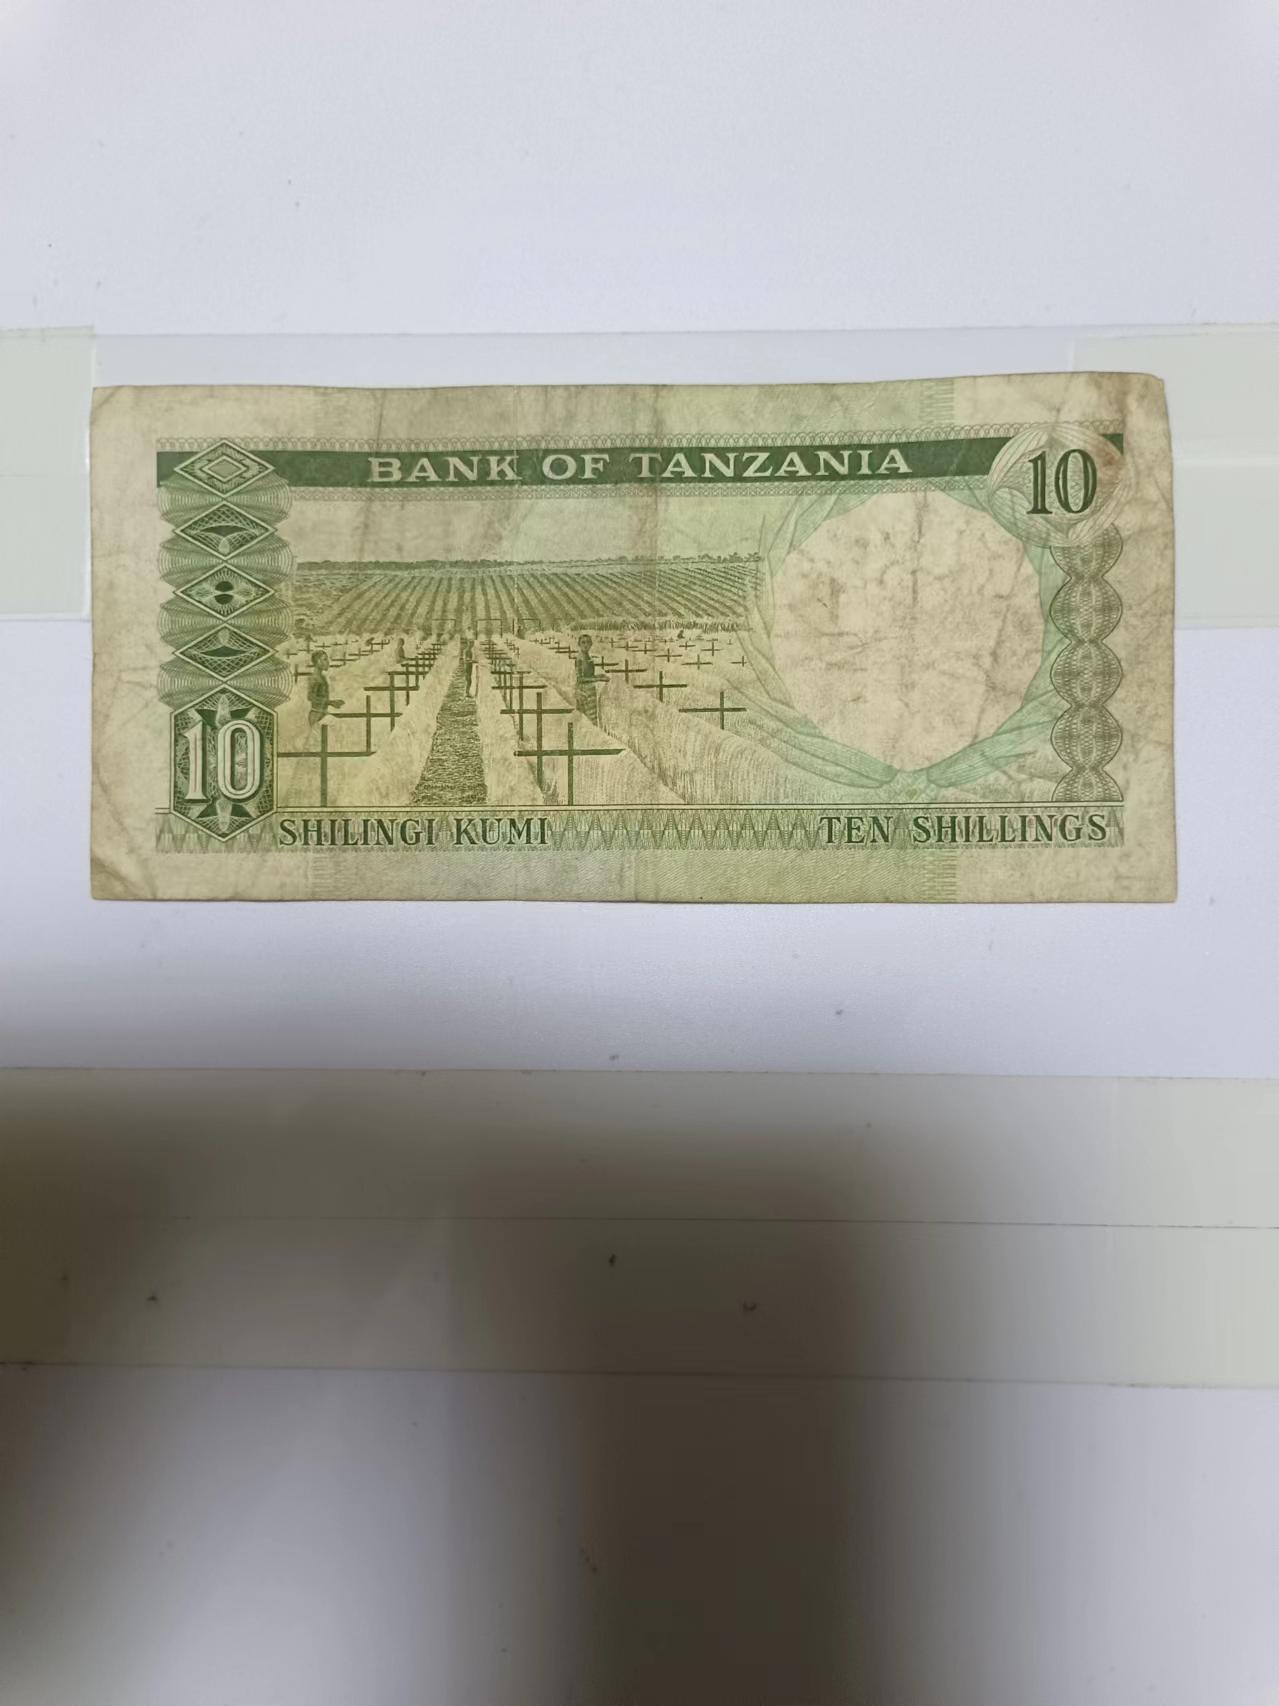 BANK OF TANZANIA
10
10
SHILINGI KUMI
TEN SHILLINGS